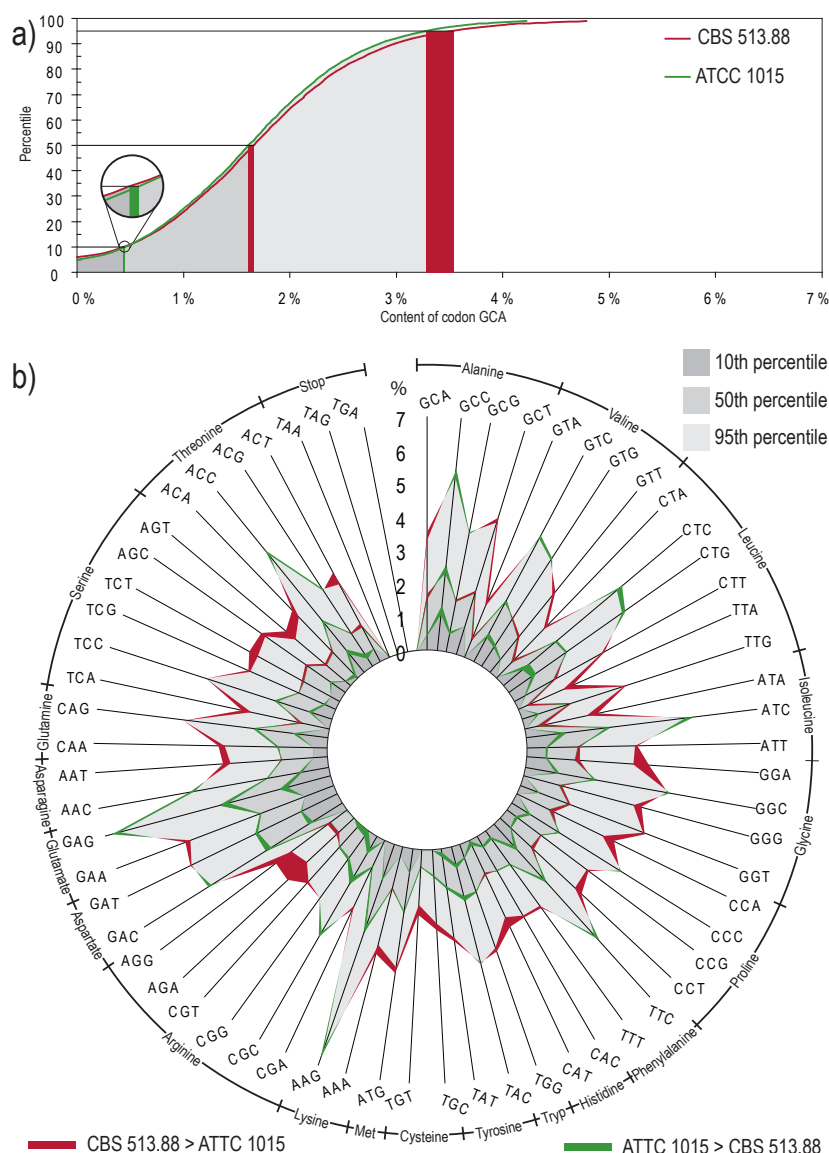 a)
100
90
80
70
60
50
40
30
20
10
0
Percentile
CBS 513.88
ATCC 1015
0 %
1 %
2 %
3 %
4 %
5 %
6 %
7 %
Content of codon GCA
b)
10th percentile
50th percentile
95th percentile
%
7
6
5
4
3
2
1
0
Alanine
GCA
GCC
GCG
GCT
Valine
GTA
GTC
GTG
GTT
Leucine
CTA
CTC
CTG
CTT
TTA
TTG
Isoleucine
ATA
ATC
ATT
Glycine
GGA
GGC
GGG
GGT
Proline
CCA
CCC
CCG
CCT
Phenylalanine
TTC
TTT
Histidine
CAC
CAT
Tryp
TGG
Tyrosine
TAC
TAT
Cysteine
TGC
TGT
Met
ATG
Lysine
AAA
AAG
Arginine
CGA
CGC
CGG
CGT
AGA
AGG
Aspartate
GAC
GAT
Glutamate
GAA
GAG
Asparagine
AAC
AAT
Glutamine
CAA
CAG
Serine
TCA
TCC
TCG
TCT
AGC
AGT
Threonine
ACA
ACC
ACG
ACT
Stop
TAA
TAG
TGA
CBS 513.88 > ATTC 1015
ATTC 1015 > CBS 513.88